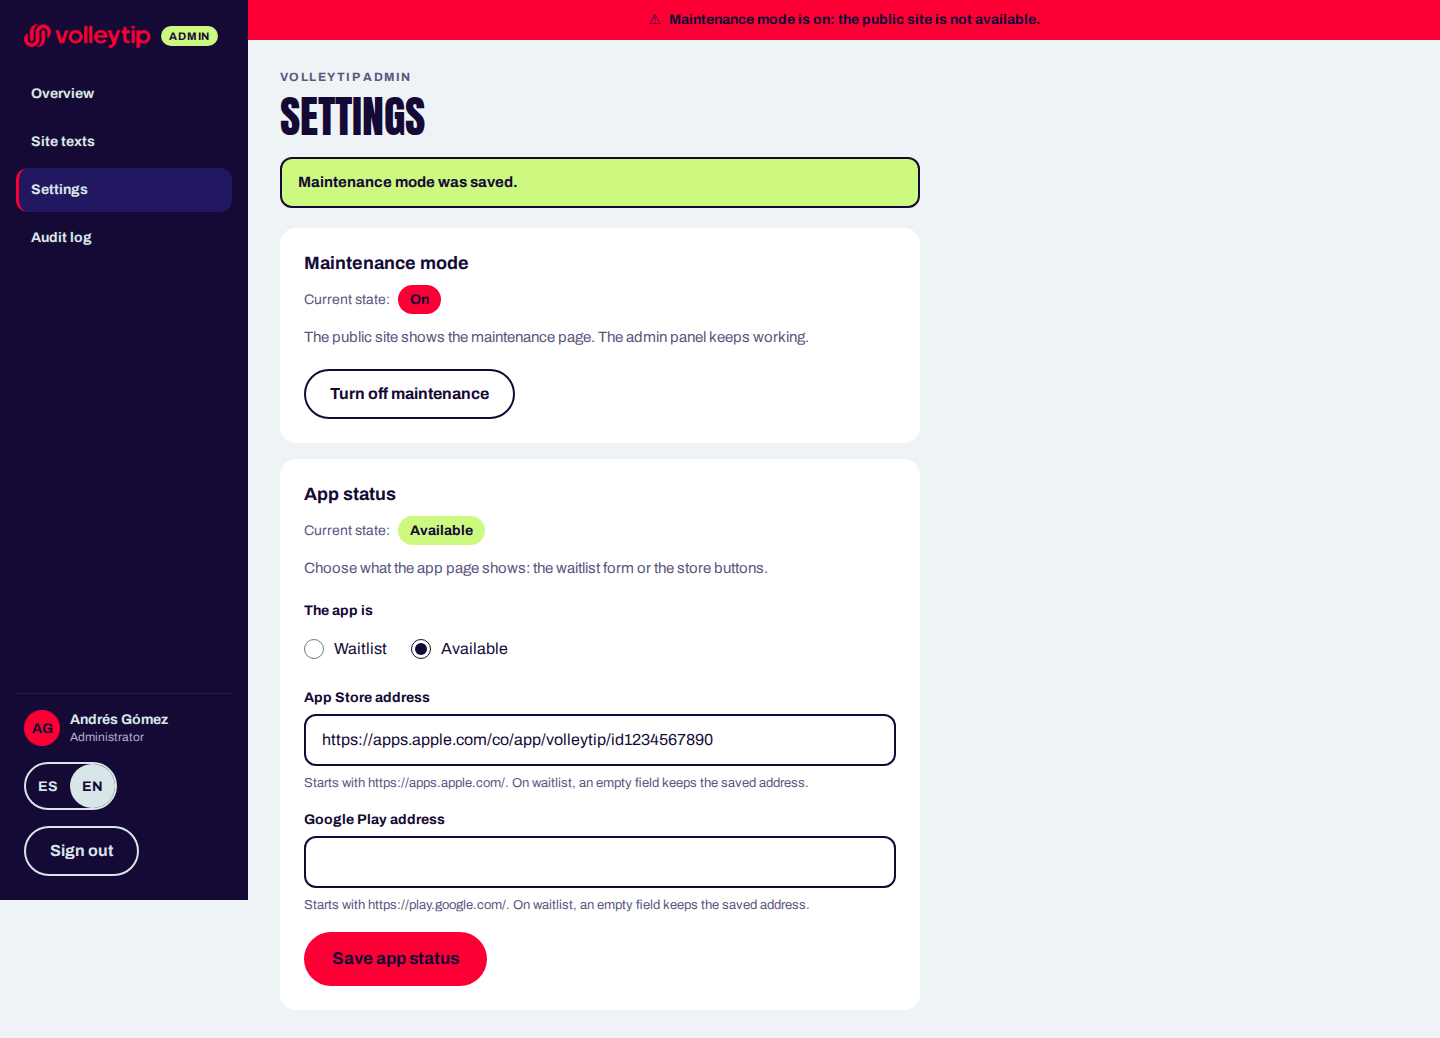 volleytip ADMIN
Overview
Site texts
Settings
Audit log
Andrés Gómez
AG
Administrator
ES EN
Sign out
⚠ Maintenance mode is on: the public site is not available.
VOLLEYTIP ADMIN
SETTINGS
Maintenance mode was saved.
Maintenance mode
Current state: On
The public site shows the maintenance page. The admin panel keeps working.
Turn off maintenance
App status
Current state: Available
Choose what the app page shows: the waitlist form or the store buttons.
The app is
Waitlist Available
App Store address
https://apps.apple.com/co/app/volleytip/id1234567890
Starts with https://apps.apple.com/. On waitlist, an empty field keeps the saved address.
Google Play address
Starts with https://play.google.com/. On waitlist, an empty field keeps the saved address.
Save app status